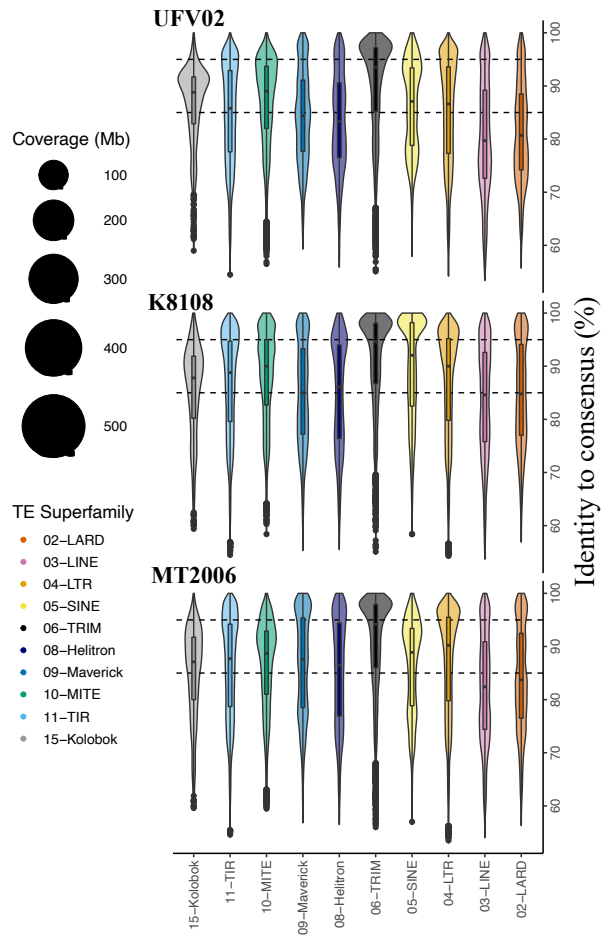 UFV02
100
90
80
70
60
Coverage (Mb)
100
200
300
400
500
K8108
100
90
80
70
60
Identity to consensus (%)
TE Superfamily
02−LARD
03−LINE
04−LTR
05−SINE
06−TRIM
08−Helitron
09−Maverick
10−MITE
11−TIR
15−Kolobok
MT2006
100
90
80
70
60
15−Kolobok
11−TIR
10−MITE
09−Maverick
08−Helitron
06−TRIM
05−SINE
04−LTR
03−LINE
02−LARD